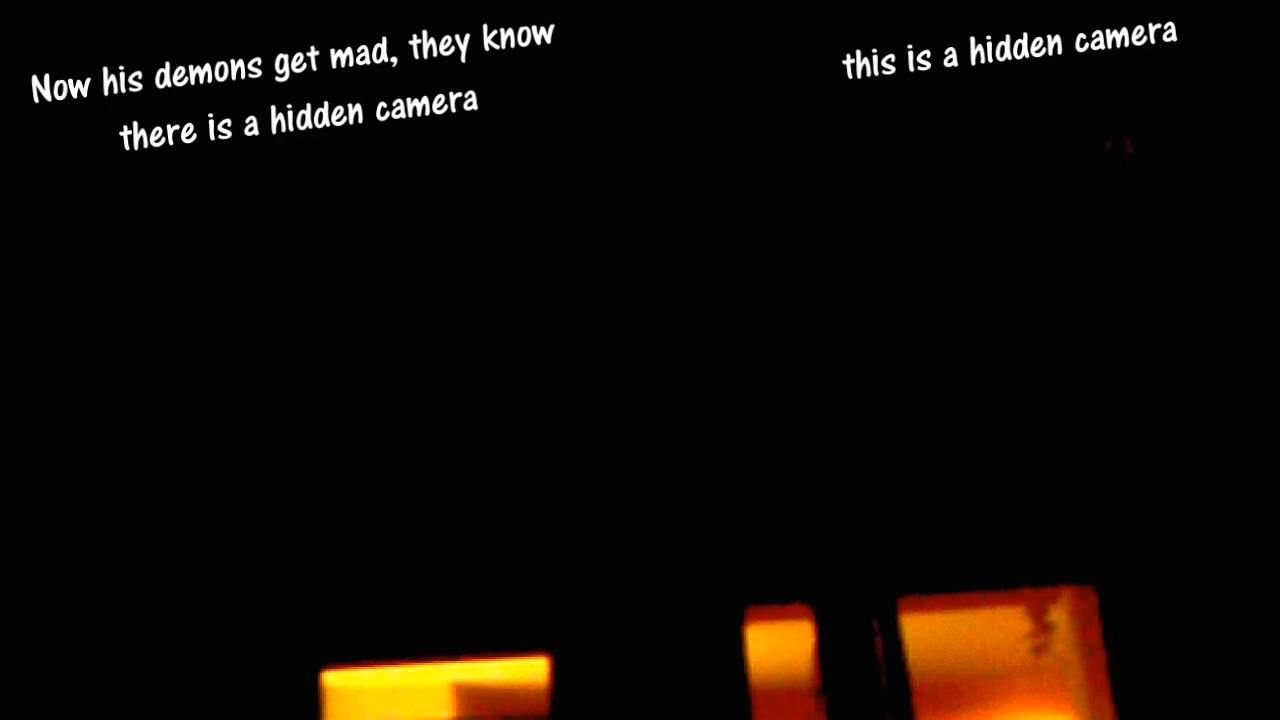 Now his demons get mad, they know
there is a hidden camera
this is a hidden camera